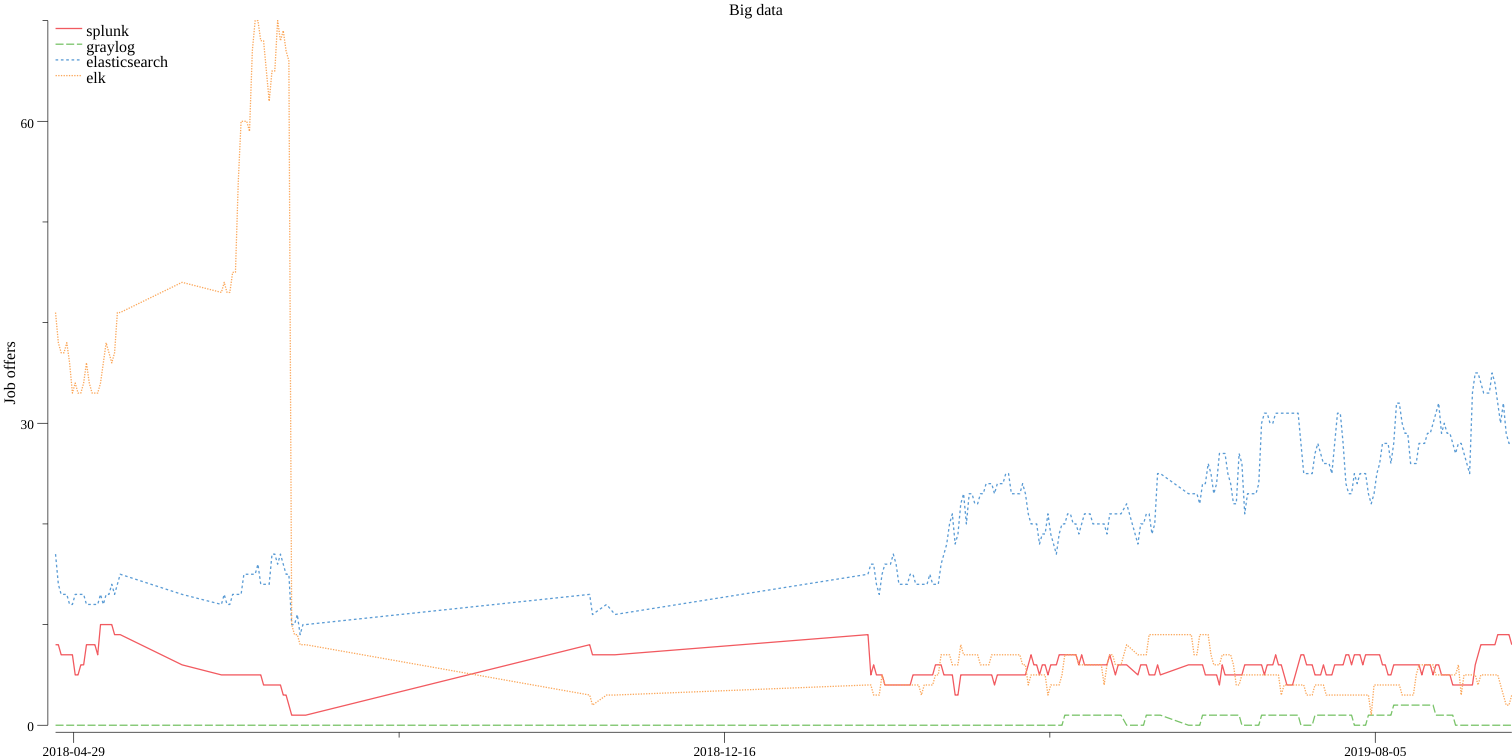 Big data
splunk
graylog
elasticsearch
elk
Job offers
60
30
0
2018-04-29
2018-12-16
2019-08-05